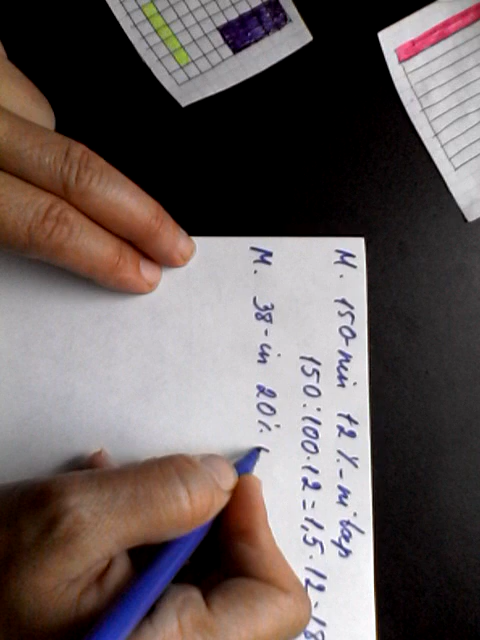 M. 150-nin 12%-ni tap
150:100·12=1,5·12=18
M. 38-in 20%